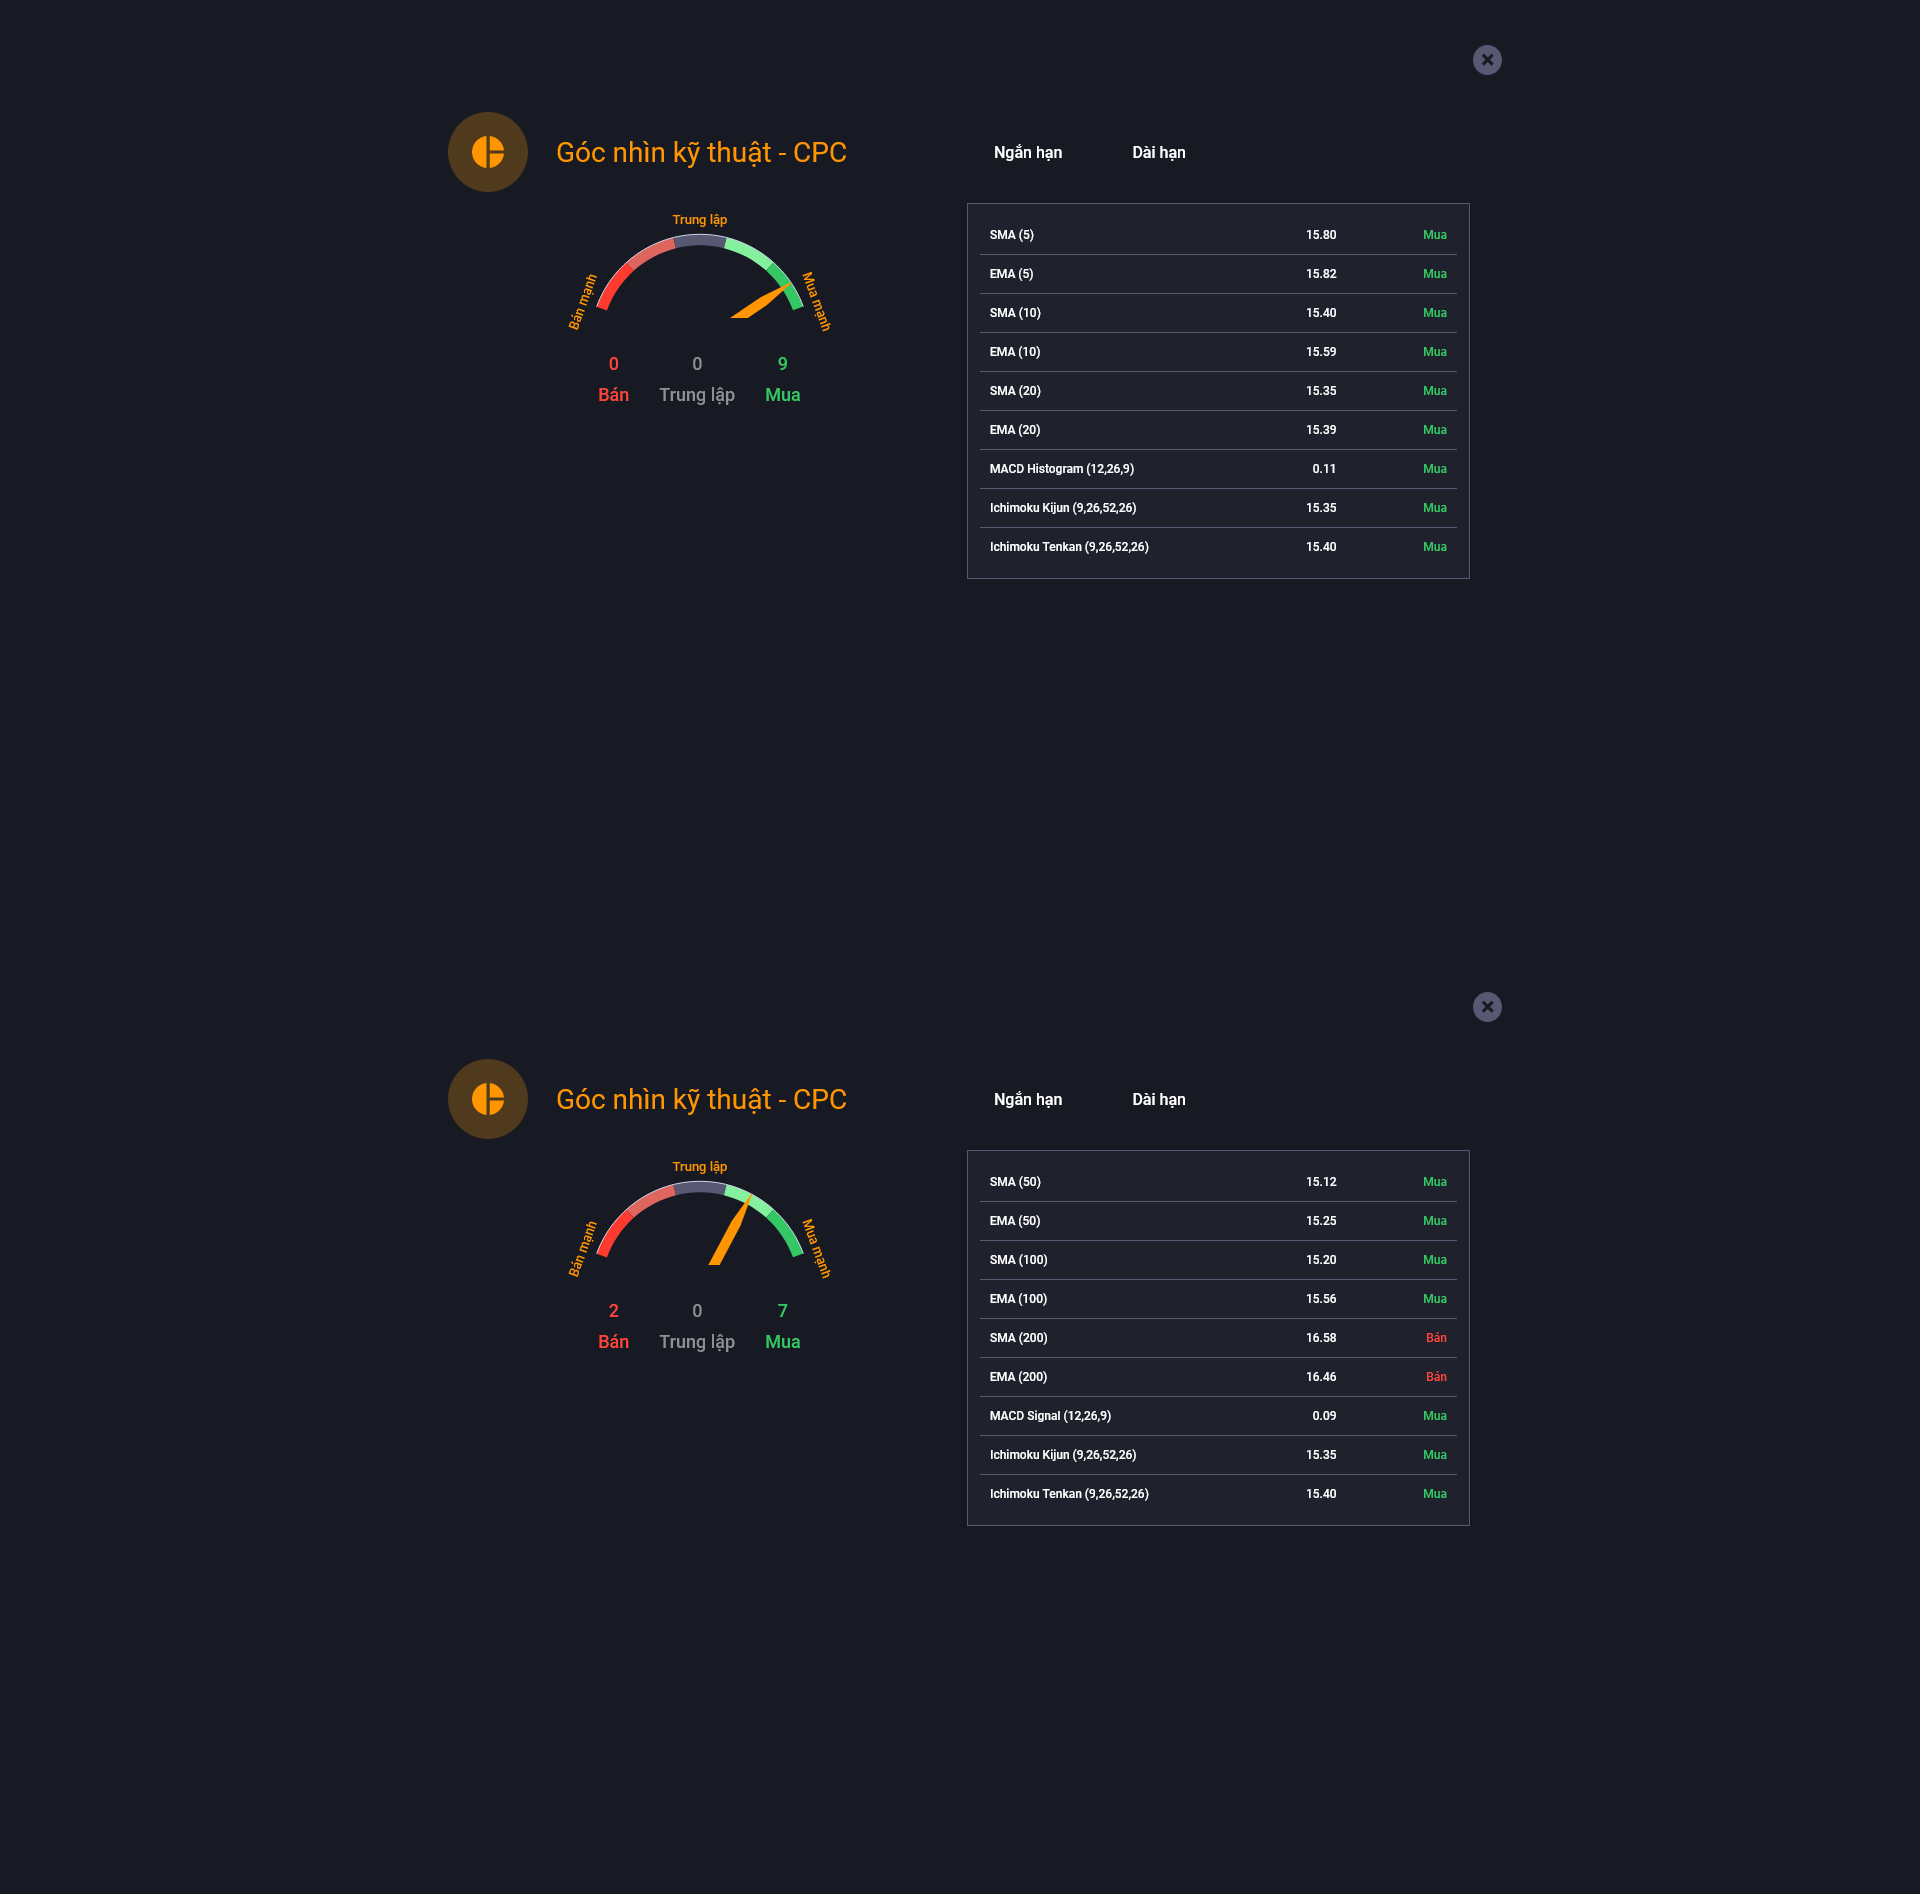 Góc nhìn kỹ thuật - CPC
Ngắn hạn Dài hạn
Trung lập
Bán mạnh
Mua mạnh
0 0 9
Bán Trung lập Mua
SMA (5) 15.80 Mua
EMA (5) 15.82 Mua
SMA (10) 15.40 Mua
EMA (10) 15.59 Mua
SMA (20) 15.35 Mua
EMA (20) 15.39 Mua
MACD Histogram (12,26,9) 0.11 Mua
Ichimoku Kijun (9,26,52,26) 15.35 Mua
Ichimoku Tenkan (9,26,52,26) 15.40 Mua
Góc nhìn kỹ thuật - CPC
Ngắn hạn Dài hạn
Trung lập
Bán mạnh
Mua mạnh
2 0 7
Bán Trung lập Mua
SMA (50) 15.12 Mua
EMA (50) 15.25 Mua
SMA (100) 15.20 Mua
EMA (100) 15.56 Mua
SMA (200) 16.58 Bán
EMA (200) 16.46 Bán
MACD Signal (12,26,9) 0.09 Mua
Ichimoku Kijun (9,26,52,26) 15.35 Mua
Ichimoku Tenkan (9,26,52,26) 15.40 Mua